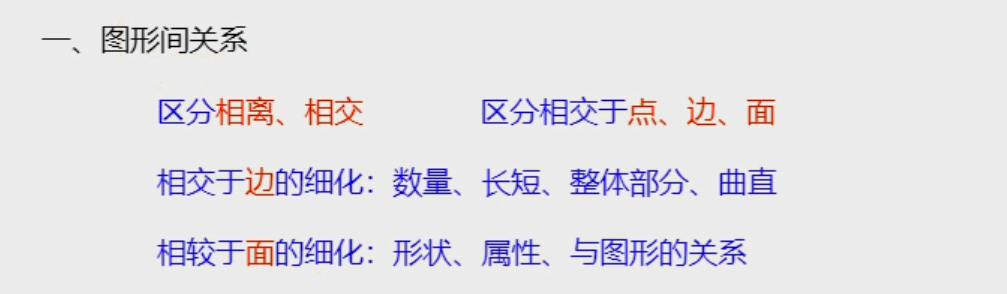 一、图形间关系
区分相离、相交 区分相交于点、边、面
相交于边的细化：数量、长短、整体部分、曲直
相较于面的细化：形状、属性、与图形的关系